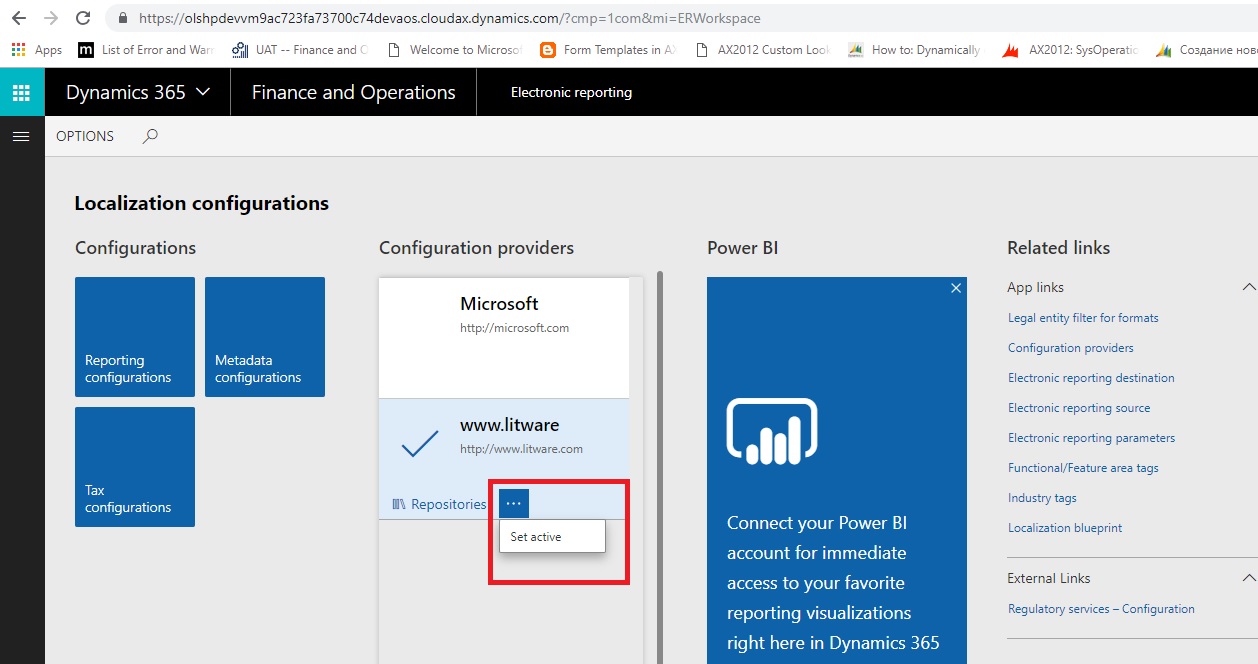 https://olshpdevvm9ac723fa73700c74devaos.cloudax.dynamics.com/?cmp=1com&mi=ERWorkspace
Apps
m
List of Error and War
UAT -- Finance and O
Welcome to Microsof
Form Templates in AX
AX2012 Custom Look
How to: Dynamically
AX2012: SysOperatio
Создание нов
Dynamics 365
Finance and Operations
Electronic reporting
OPTIONS
Localization configurations
Configurations
Reporting
configurations
Metadata
configurations
Tax
configurations
Configuration providers
Microsoft
http://microsoft.com
www.litware
http://www.litware.com
Repositories
...
Set active
Power BI
Connect your Power BI
account for immediate
access to your favorite
reporting visualizations
right here in Dynamics 365
Related links
App links
Legal entity filter for formats
Configuration providers
Electronic reporting destination
Electronic reporting source
Electronic reporting parameters
Functional/Feature area tags
Industry tags
Localization blueprint
External Links
Regulatory services – Configuration